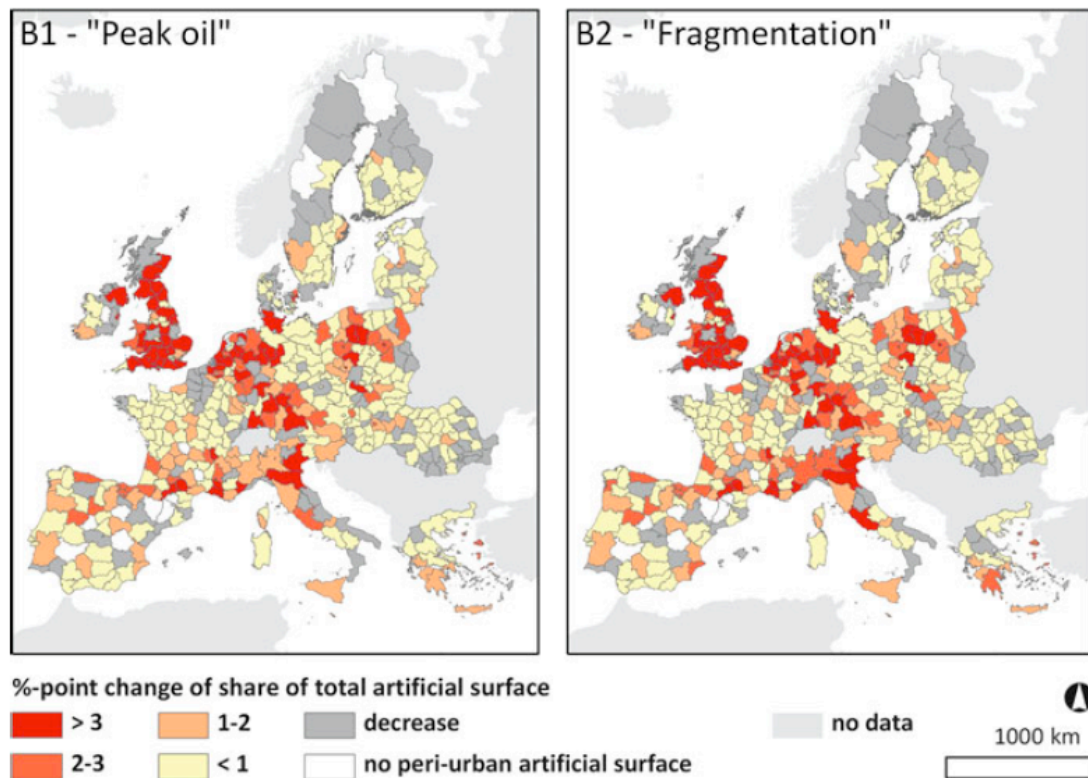 B1 - "Peak oil"
B2 - "Fragmentation"
%-point change of share of total artificial surface
> 3
1-2
decrease
no data
2-3
< 1
no peri-urban artificial surface
1000 km